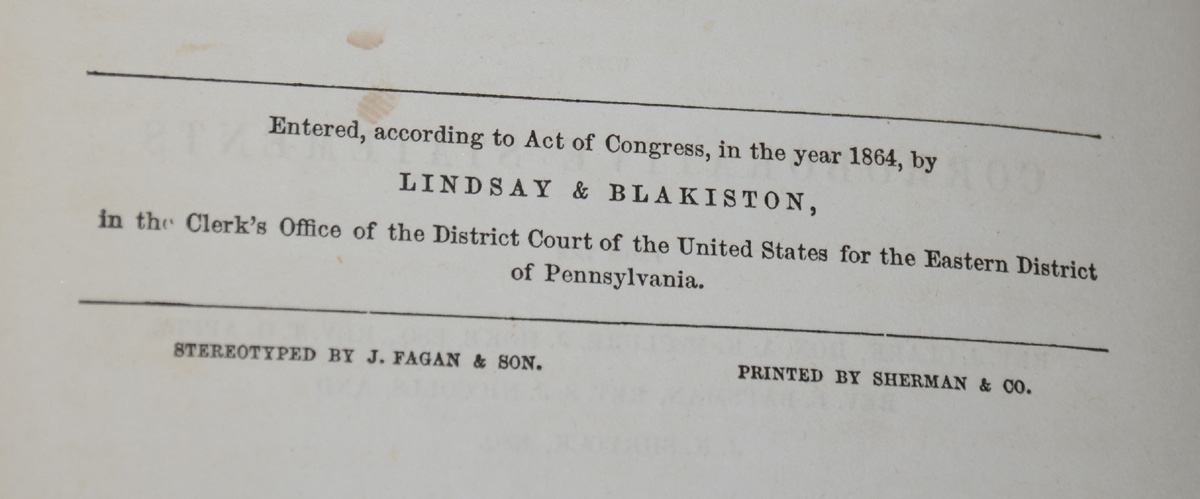 Entered, according to Act of Congress, in the year 1864, by
LINDSAY & BLAKISTON,
in the Clerk's Office of the District Court of the United States for the Eastern District
of Pennsylvania.
STEREOTYPED BY J. FAGAN & SON.
PRINTED BY SHERMAN & CO.